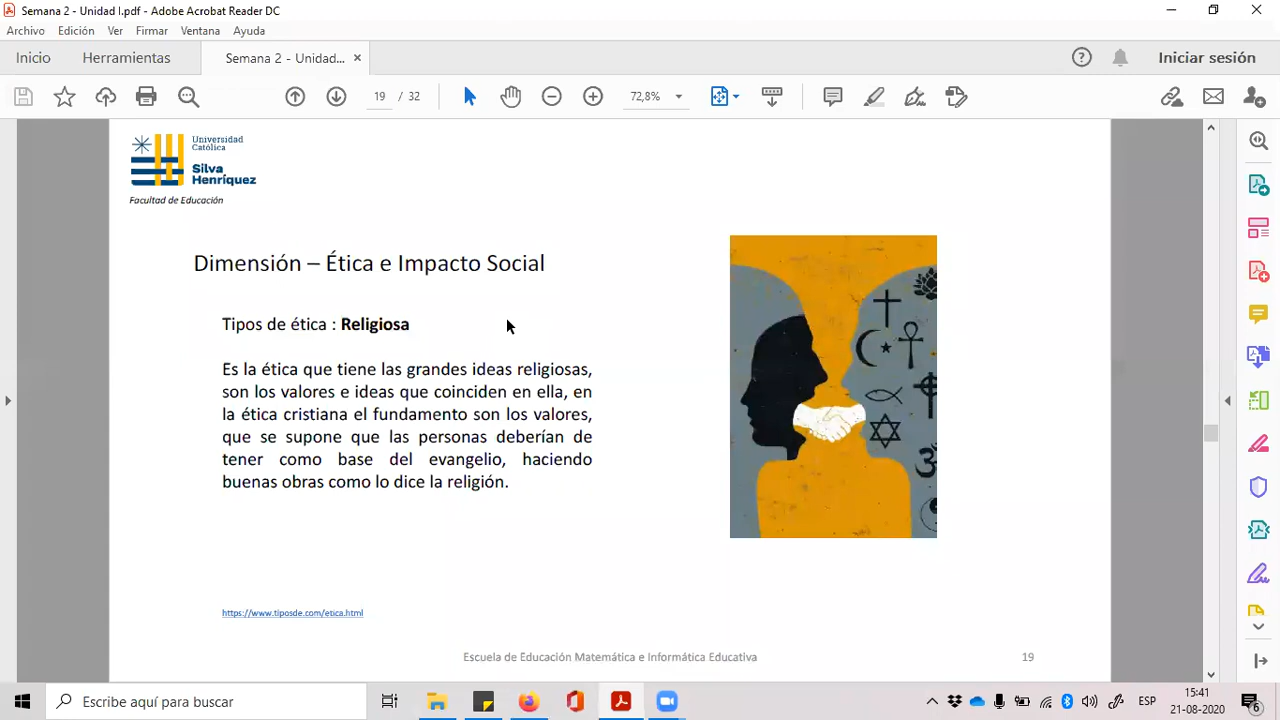 Semana 2 - Unidad I.pdf - Adobe Acrobat Reader DC
Archivo Edición Ver Firmar Ventana Ayuda
Inicio Herramientas Semana 2 - Unidad... × Iniciar sesión
19 / 32 72,8%
Universidad
Católica
Silva
Henríquez
Facultad de Educación
Dimensión – Ética e Impacto Social
Tipos de ética : Religiosa
Es la ética que tiene las grandes ideas religiosas,
son los valores e ideas que coinciden en ella, en
la ética cristiana el fundamento son los valores,
que se supone que las personas deberían de
tener como base del evangelio, haciendo
buenas obras como lo dice la religión.
https://www.tiposde.com/etica.html
Escuela de Educación Matemática e Informática Educativa 19
Escribe aquí para buscar
ESP
15:41
21-08-2020
6